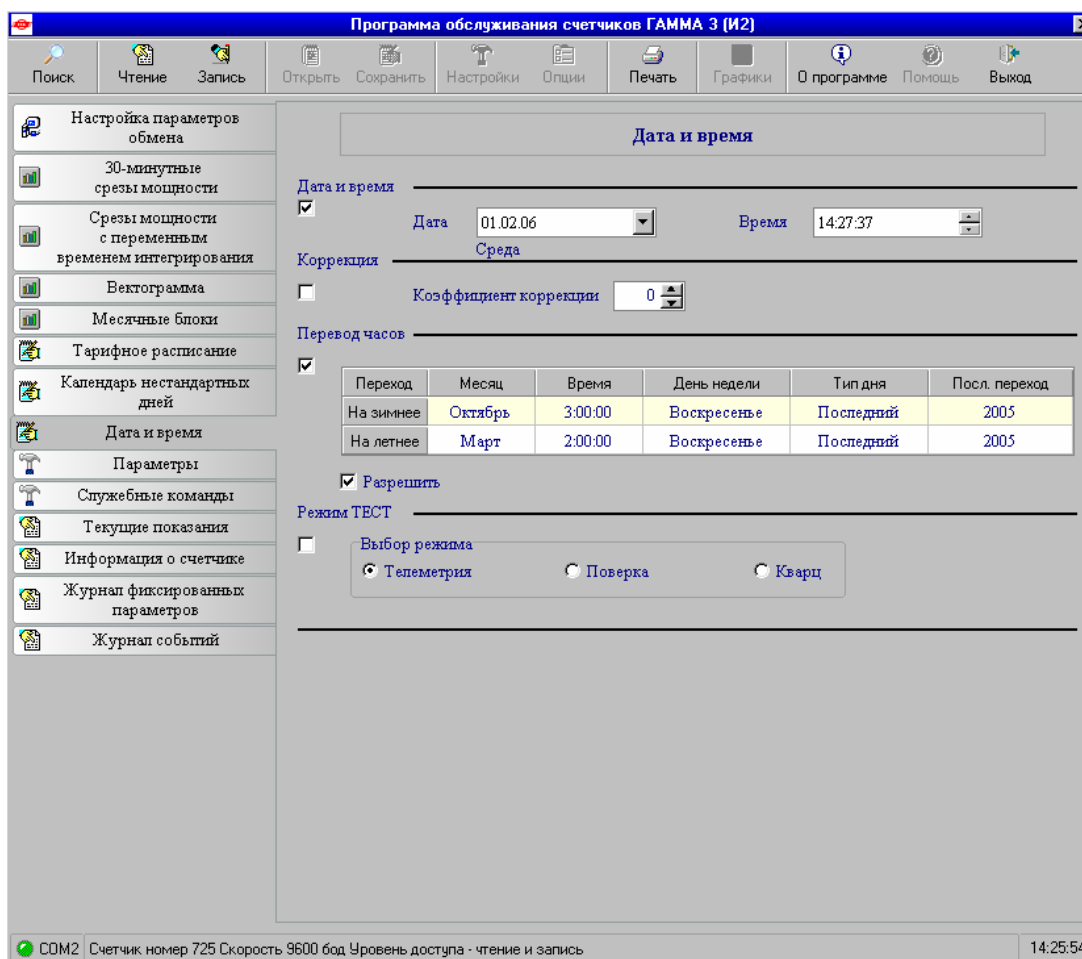 Программа обслуживания счетчиков ГАММА 3 (И2)
Поиск Чтение Запись Открыть Сохранить Настройки Опции Печать Графики О программе Помощь Выход
Настройка параметров
обмена
30-минутные
срезы мощности
Срезы мощности
с переменным
временем интегрирования
Вектограмма
Месячные блоки
Тарифное расписание
Календарь нестандартных
дней
Дата и время
Параметры
Служебные команды
Текущие показания
Информация о счетчике
Журнал фиксированных
параметров
Журнал событий
Дата и время
Дата и время
Дата 01.02.06 Время 14:27:37
Среда
Коррекция
Коэффициент коррекции 0
Перевод часов
Переход Месяц Время День недели Тип дня Посл. переход
На зимнее Октябрь 3:00:00 Воскресенье Последний 2005
На летнее Март 2:00:00 Воскресенье Последний 2005
Разрешить
Режим ТЕСТ
Выбор режима
Телеметрия Поверка Кварц
COM2 Счетчик номер 725 Скорость 9600 бод Уровень доступа - чтение и запись 14:25:54